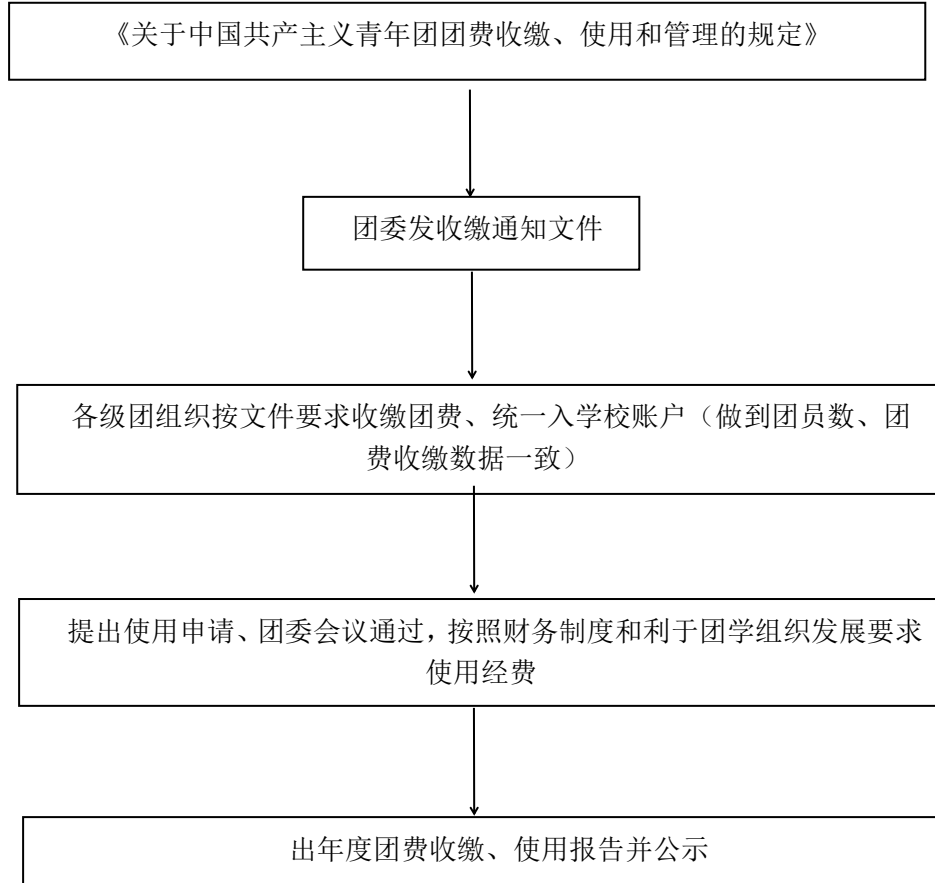 《关于中国共产主义青年团团费收缴、使用和管理的规定》
团委发收缴通知文件
各级团组织按文件要求收缴团费、统一入学校账户（做到团员数、团
费收缴数据一致）
提出使用申请、团委会议通过，按照财务制度和利于团学组织发展要求
使用经费
出年度团费收缴、使用报告并公示